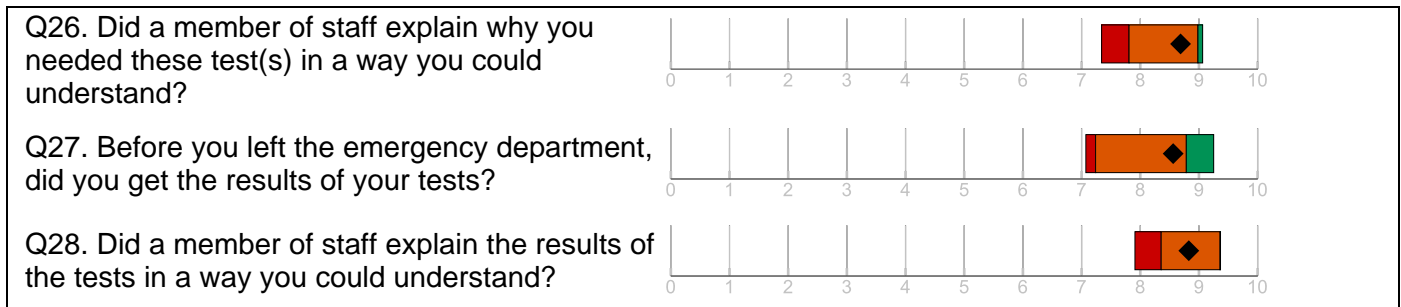 Q26. Did a member of staff explain why you
needed these test(s) in a way you could
understand?
0 1 2 3 4 5 6 7 8 9 10
Q27. Before you left the emergency department,
did you get the results of your tests?
0 1 2 3 4 5 6 7 8 9 10
Q28. Did a member of staff explain the results of
the tests in a way you could understand?
0 1 2 3 4 5 6 7 8 9 10